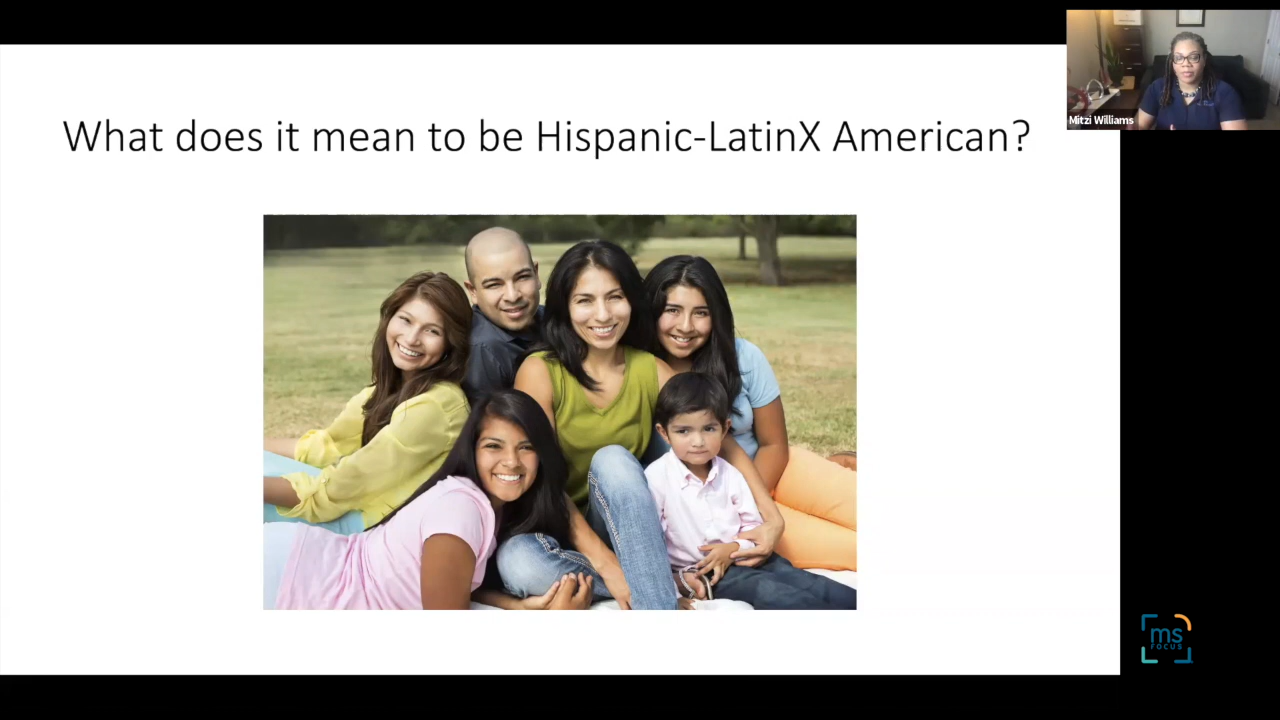 What does it mean to be Hispanic-LatinX American?
Mitzi Williams
ms
FOCUS